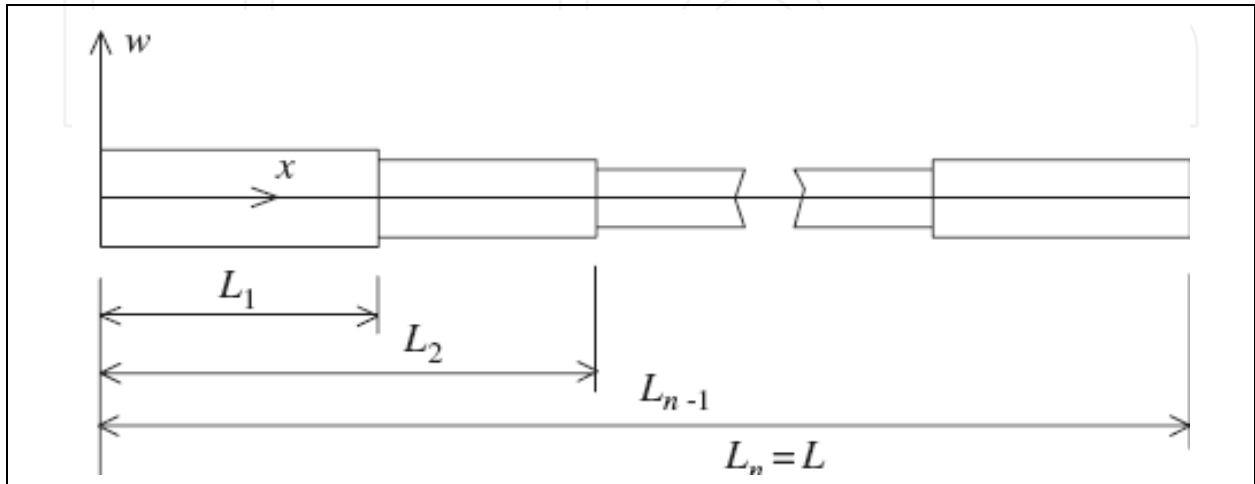 w
x
L₁
L₂
Lₙ₋₁
Lₙ = L